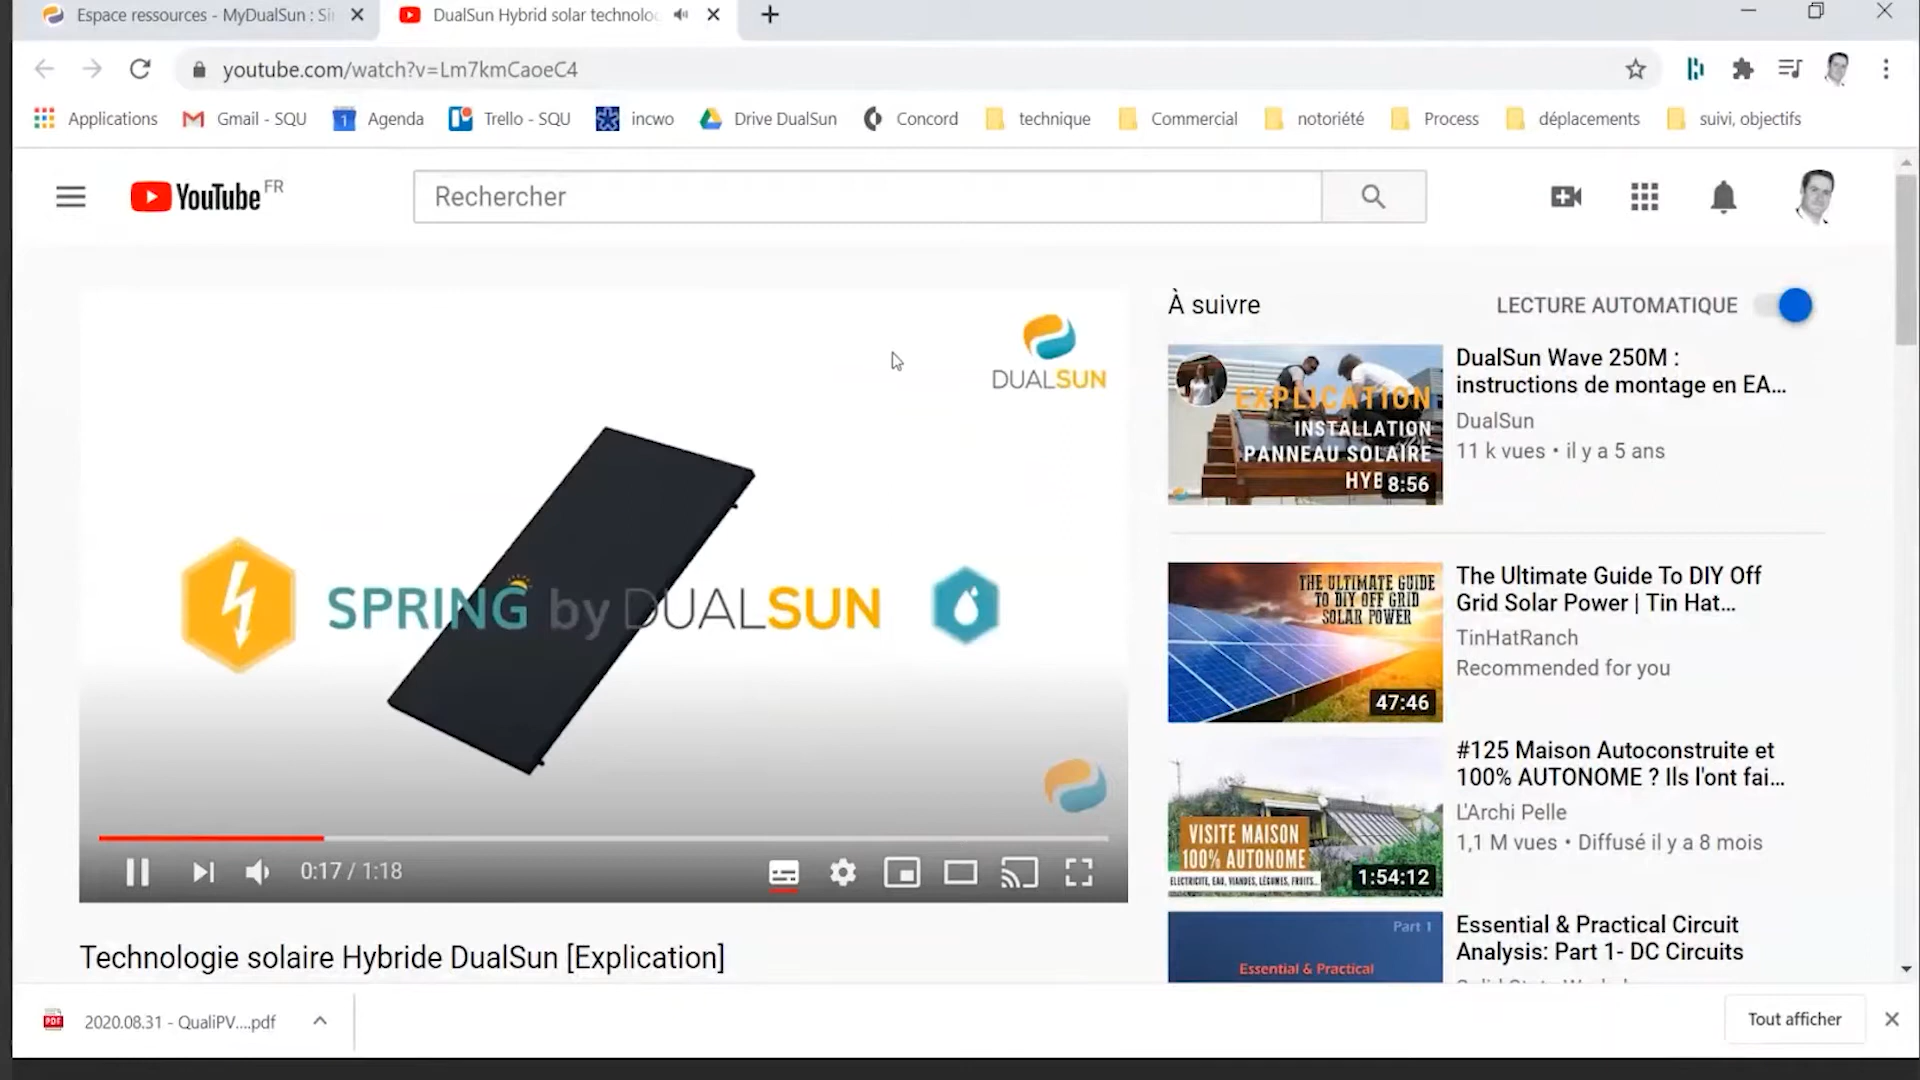 Espace ressources - MyDualSun : Si
DualSun Hybrid solar technolo
youtube.com/watch?v=Lm7kmCaoeC4
Applications
Gmail - SQU
1
Agenda
Trello - SQU
incwo
Drive DualSun
Concord
technique
Commercial
notoriété
Process
déplacements
suivi, objectifs
YouTube FR
Rechercher
DUALSUN
SPRING by DUALSUN
0:17 / 1:18
Technologie solaire Hybride DualSun [Explication]
À suivre
LECTURE AUTOMATIQUE
EXPLICATION
INSTALLATION
PANNEAU SOLAIRE
HYB
8:56
DualSun Wave 250M :
instructions de montage en EA...
DualSun
11 k vues • il y a 5 ans
THE ULTIMATE GUIDE
TO DIY OFF GRID
SOLAR POWER
47:46
The Ultimate Guide To DIY Off
Grid Solar Power | Tin Hat...
TinHatRanch
Recommended for you
VISITE MAISON
100% AUTONOME
ELECTRICITE, EAU, VIANDES, LÉGUMES, FRUITS...
1:54:12
#125 Maison Autoconstruite et
100% AUTONOME ? Ils l'ont fai...
L'Archi Pelle
1,1 M vues • Diffusé il y a 8 mois
Part 1
Essential & Practical
Essential & Practical Circuit
Analysis: Part 1- DC Circuits
PDF
2020.08.31 - QualiPV....pdf
Tout afficher